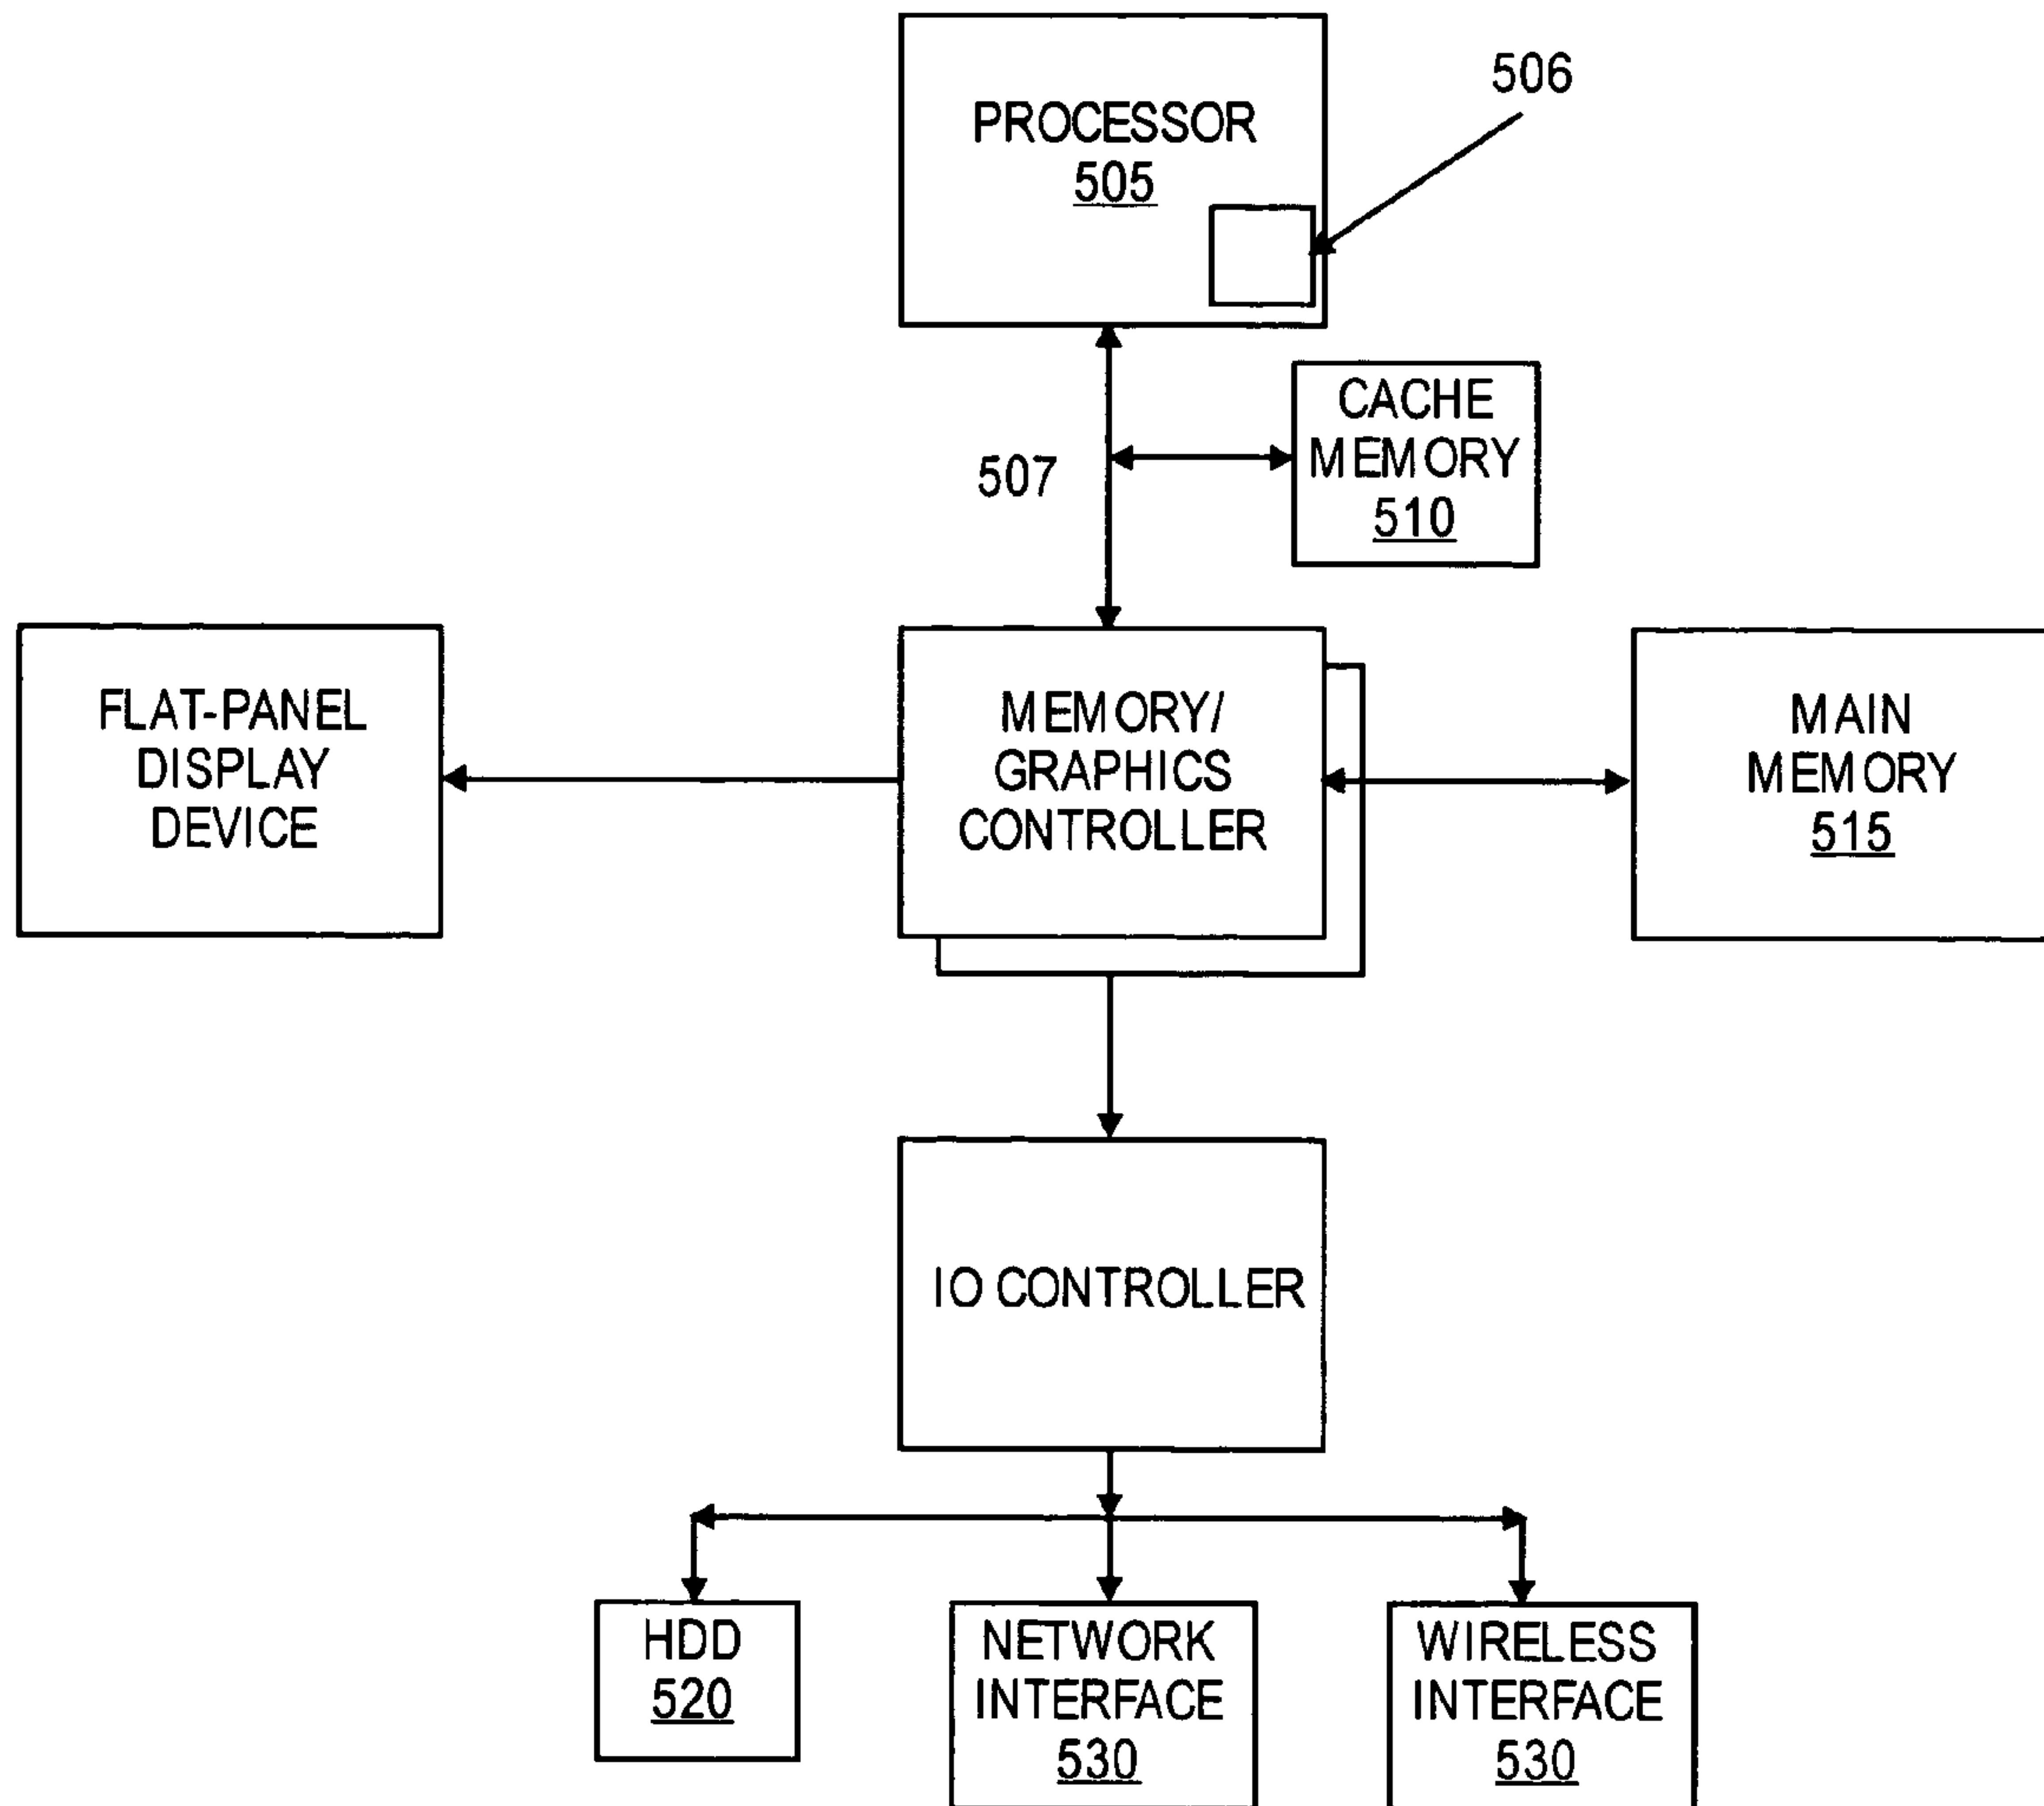 PROCESSOR
505
506
CACHE
MEMORY
510
507
FLAT-PANEL
DISPLAY
DEVICE
MEMORY/
GRAPHICS
CONTROLLER
MAIN
MEMORY
515
IO CONTROLLER
HDD
520
NETWORK
INTERFACE
530
WIRELESS
INTERFACE
530